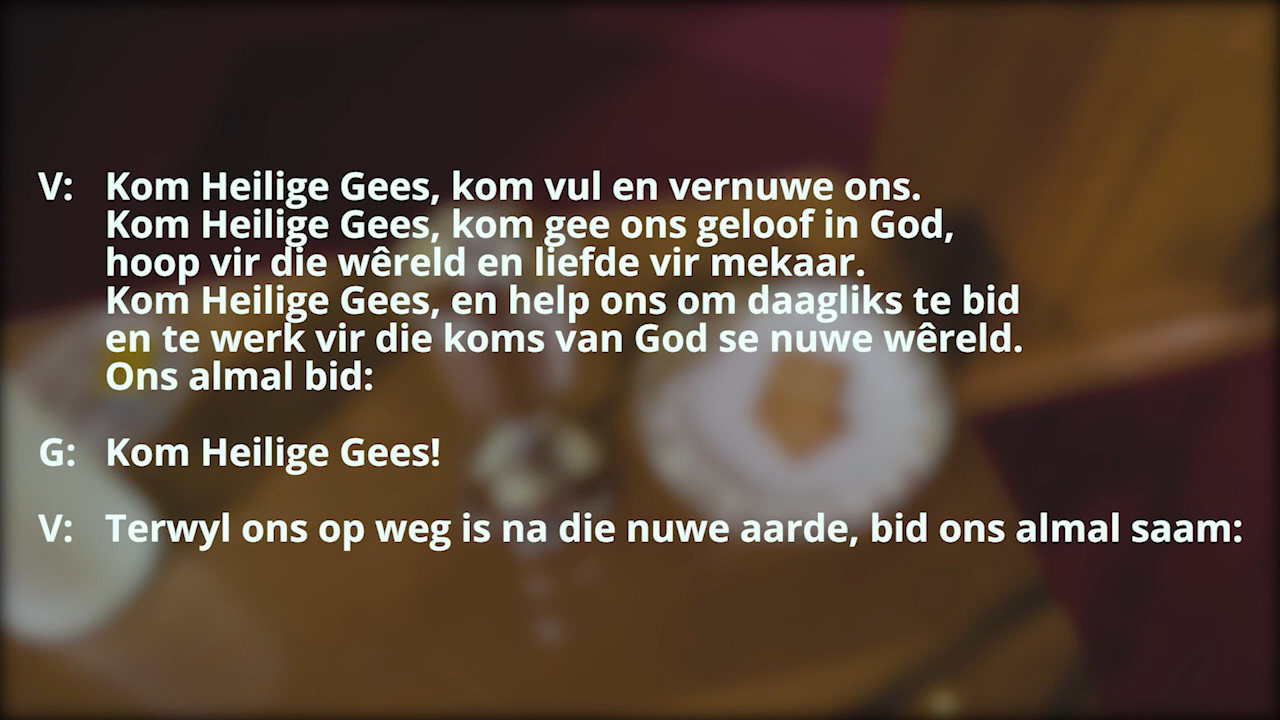 V: Kom Heilige Gees, kom vul en vernuwe ons.
Kom Heilige Gees, kom gee ons geloof in God,
hoop vir die wêreld en liefde vir mekaar.
Kom Heilige Gees, en help ons om daagliks te bid
en te werk vir die koms van God se nuwe wêreld.
Ons almal bid:
G: Kom Heilige Gees!
V: Terwyl ons op weg is na die nuwe aarde, bid ons almal saam: